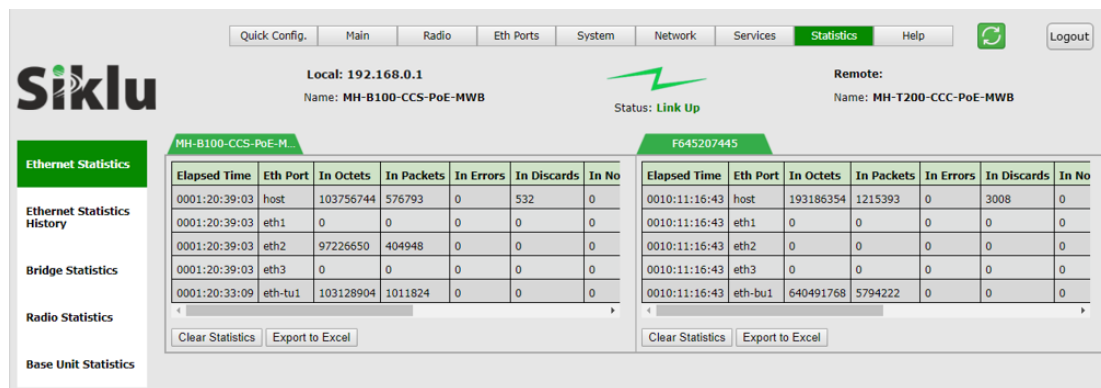 Quick Config. Main Radio Eth Ports System Network Services Statistics Help Logout
Siklu
Local: 192.168.0.1
Name: MH-B100-CCS-PoE-MWB
Status: Link Up
Remote:
Name: MH-T200-CCC-PoE-MWB
Ethernet Statistics
Ethernet Statistics
History
Bridge Statistics
Radio Statistics
Base Unit Statistics
MH-B100-CCS-PoE-M...
Elapsed Time Eth Port In Octets In Packets In Errors In Discards In No
0001:20:39:03 host 103756744 576793 0 532 0
0001:20:39:03 eth1 0 0 0 0 0
0001:20:39:03 eth2 97226650 404948 0 0 0
0001:20:39:03 eth3 0 0 0 0 0
0001:20:33:09 eth-tu1 103128904 1011824 0 0 0
Clear Statistics Export to Excel
F645207445
Elapsed Time Eth Port In Octets In Packets In Errors In Discards In No
0010:11:16:43 host 193186354 1215393 0 3008 0
0010:11:16:43 eth1 0 0 0 0 0
0010:11:16:43 eth2 0 0 0 0 0
0010:11:16:43 eth3 0 0 0 0 0
0010:11:16:43 eth-bu1 640491768 5794222 0 0 0
Clear Statistics Export to Excel